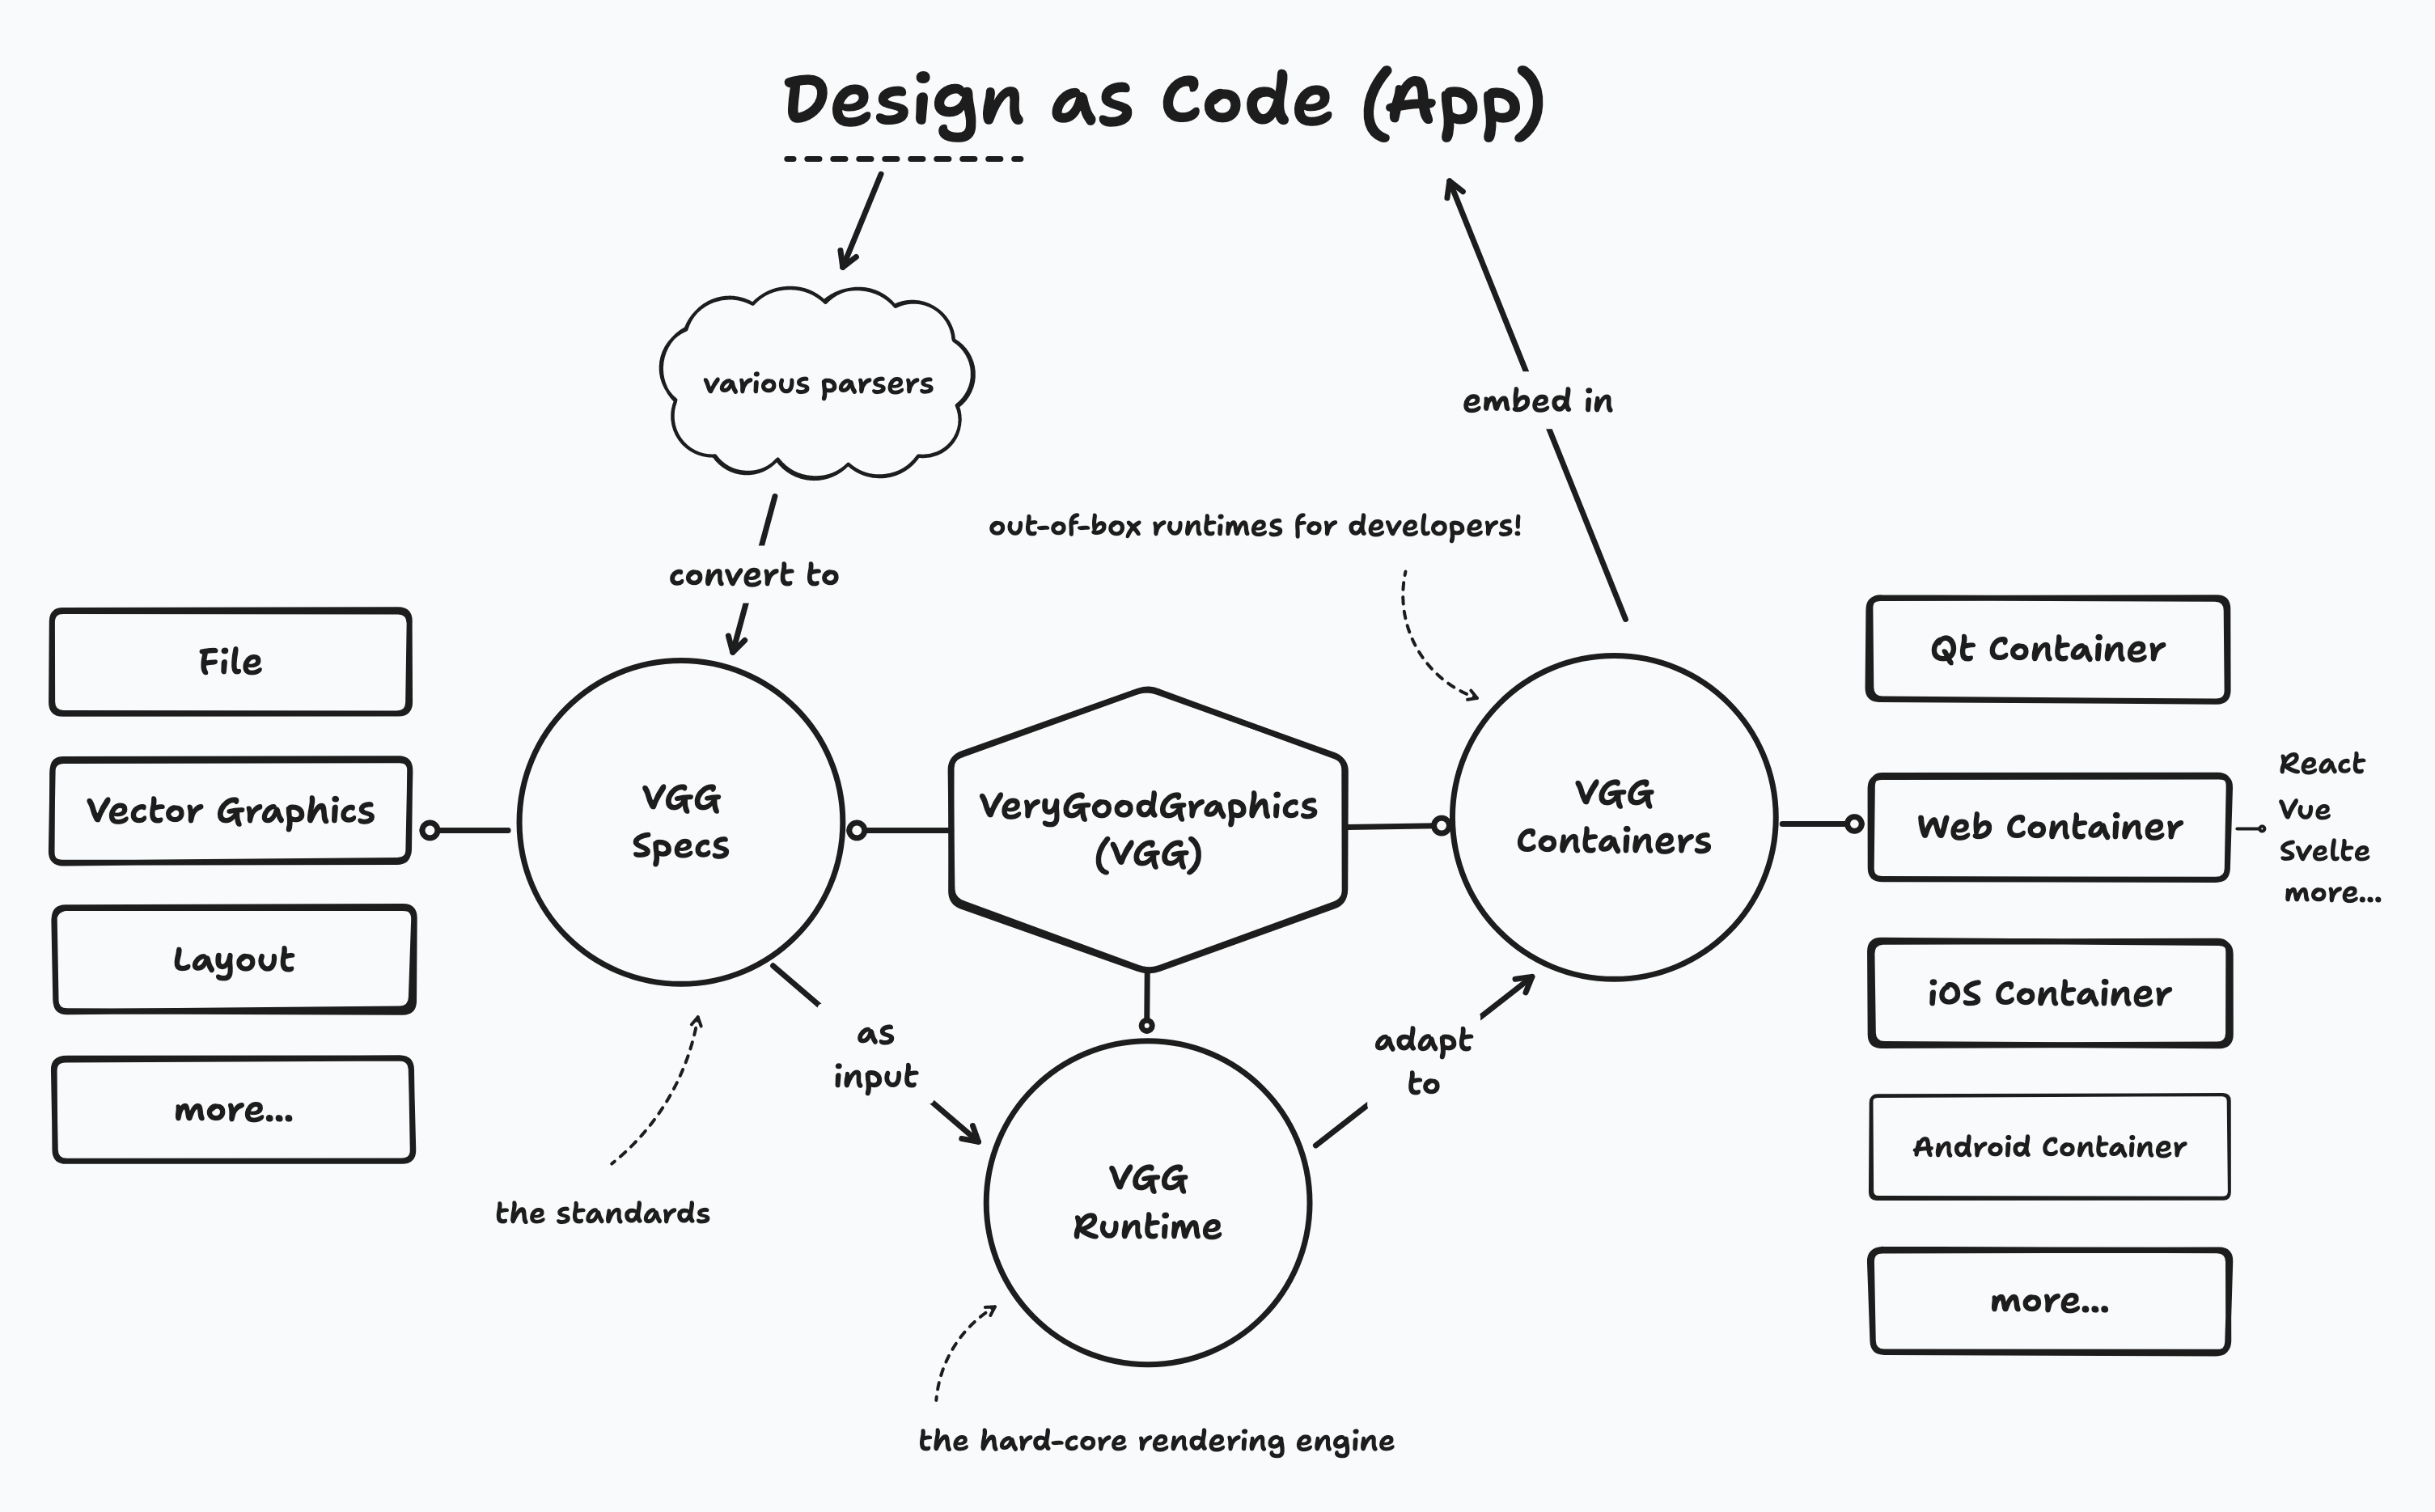 Design as Code (App)
various parsers
embed in
out-of-box runtimes for developers!
convert to
File
Vector Graphics
Layout
more...
VGG
Specs
VeryGoodGraphics
(VGG)
VGG
Containers
Qt Container
Web Container
iOS Container
Android Container
more...
React
Vue
Svelte
more...
as
input
adapt
to
the standards
VGG
Runtime
the hard-core rendering engine